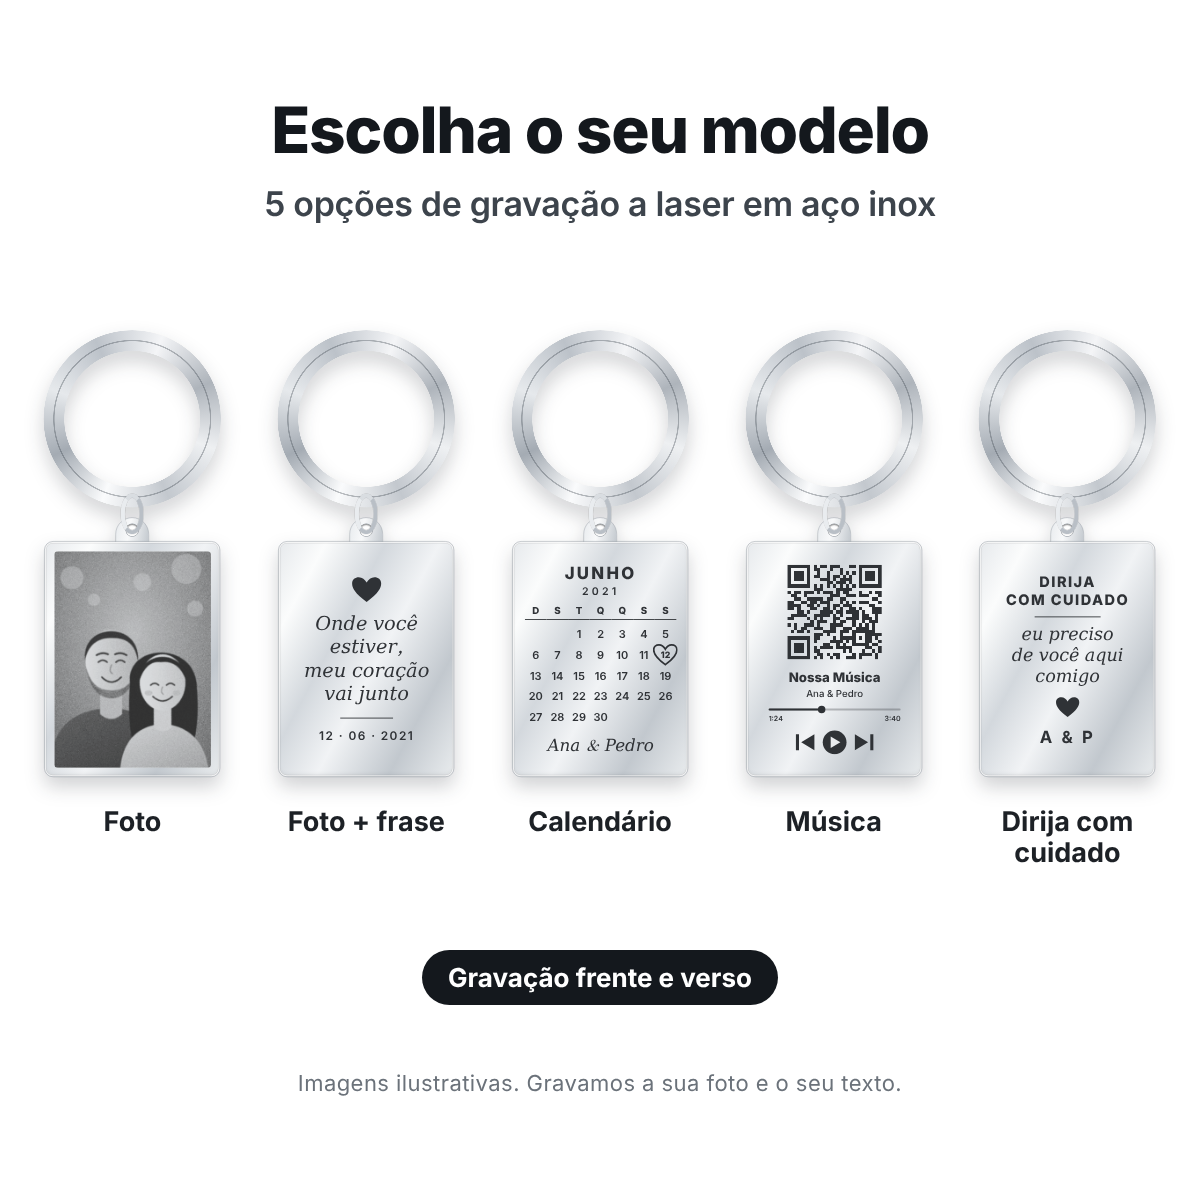 Escolha o seu modelo
5 opções de gravação a laser em aço inox
Onde você
estiver,
meu coração
vai junto
12 · 06 · 2021
JUNHO
2021
D S T Q Q S S
1 2 3 4 5
6 7 8 9 10 11 12
13 14 15 16 17 18 19
20 21 22 23 24 25 26
27 28 29 30
Ana & Pedro
Nossa Música
Ana & Pedro
1:24 3:40
DIRIJA
COM CUIDADO
eu preciso
de você aqui
comigo
A & P
Foto
Foto + frase
Calendário
Música
Dirija com
cuidado
Gravação frente e verso
Imagens ilustrativas. Gravamos a sua foto e o seu texto.